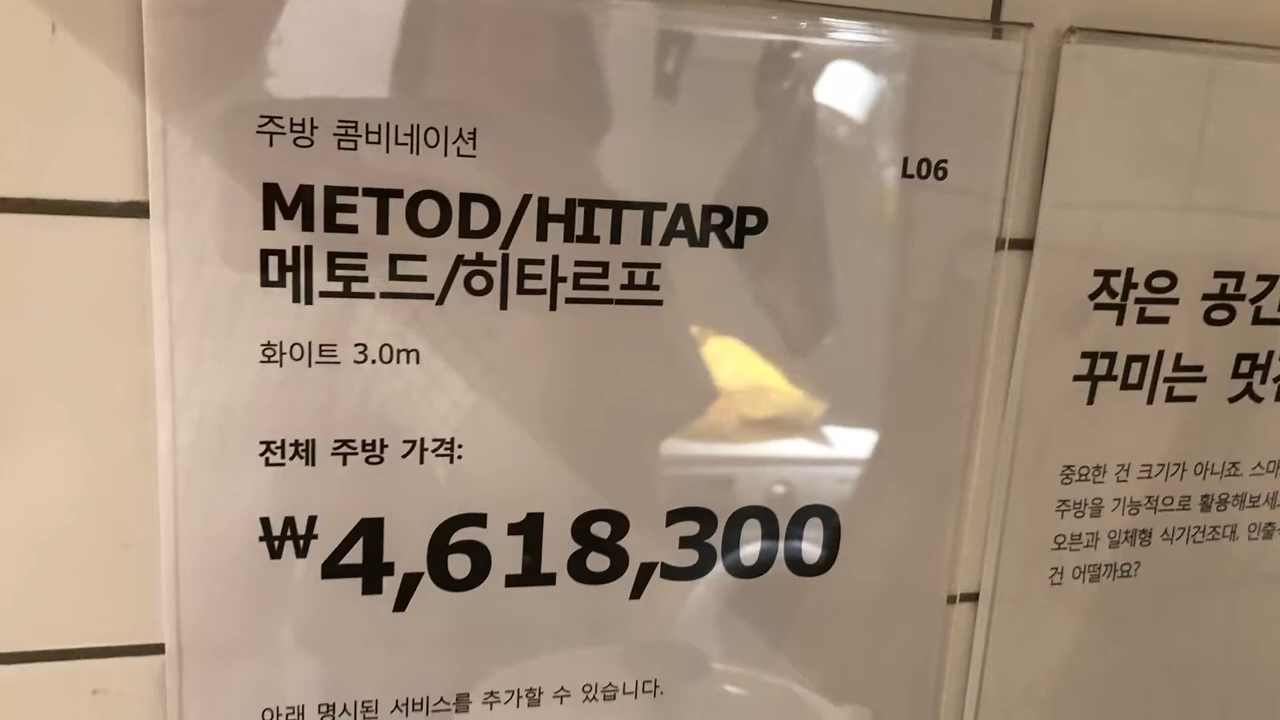 주방 콤비네이션
L06
METOD/HITTARP
메토드/히타르프
화이트 3.0m
전체 주방 가격:
₩4,618,300
아래 명시된 서비스를 추가할 수 있습니다.
작은 공간
꾸미는
중요한 건 크기가 아니죠.
주방을 기능적으로 활용해보세
오븐과 일체형 식기건조대,
건 어떨까요?